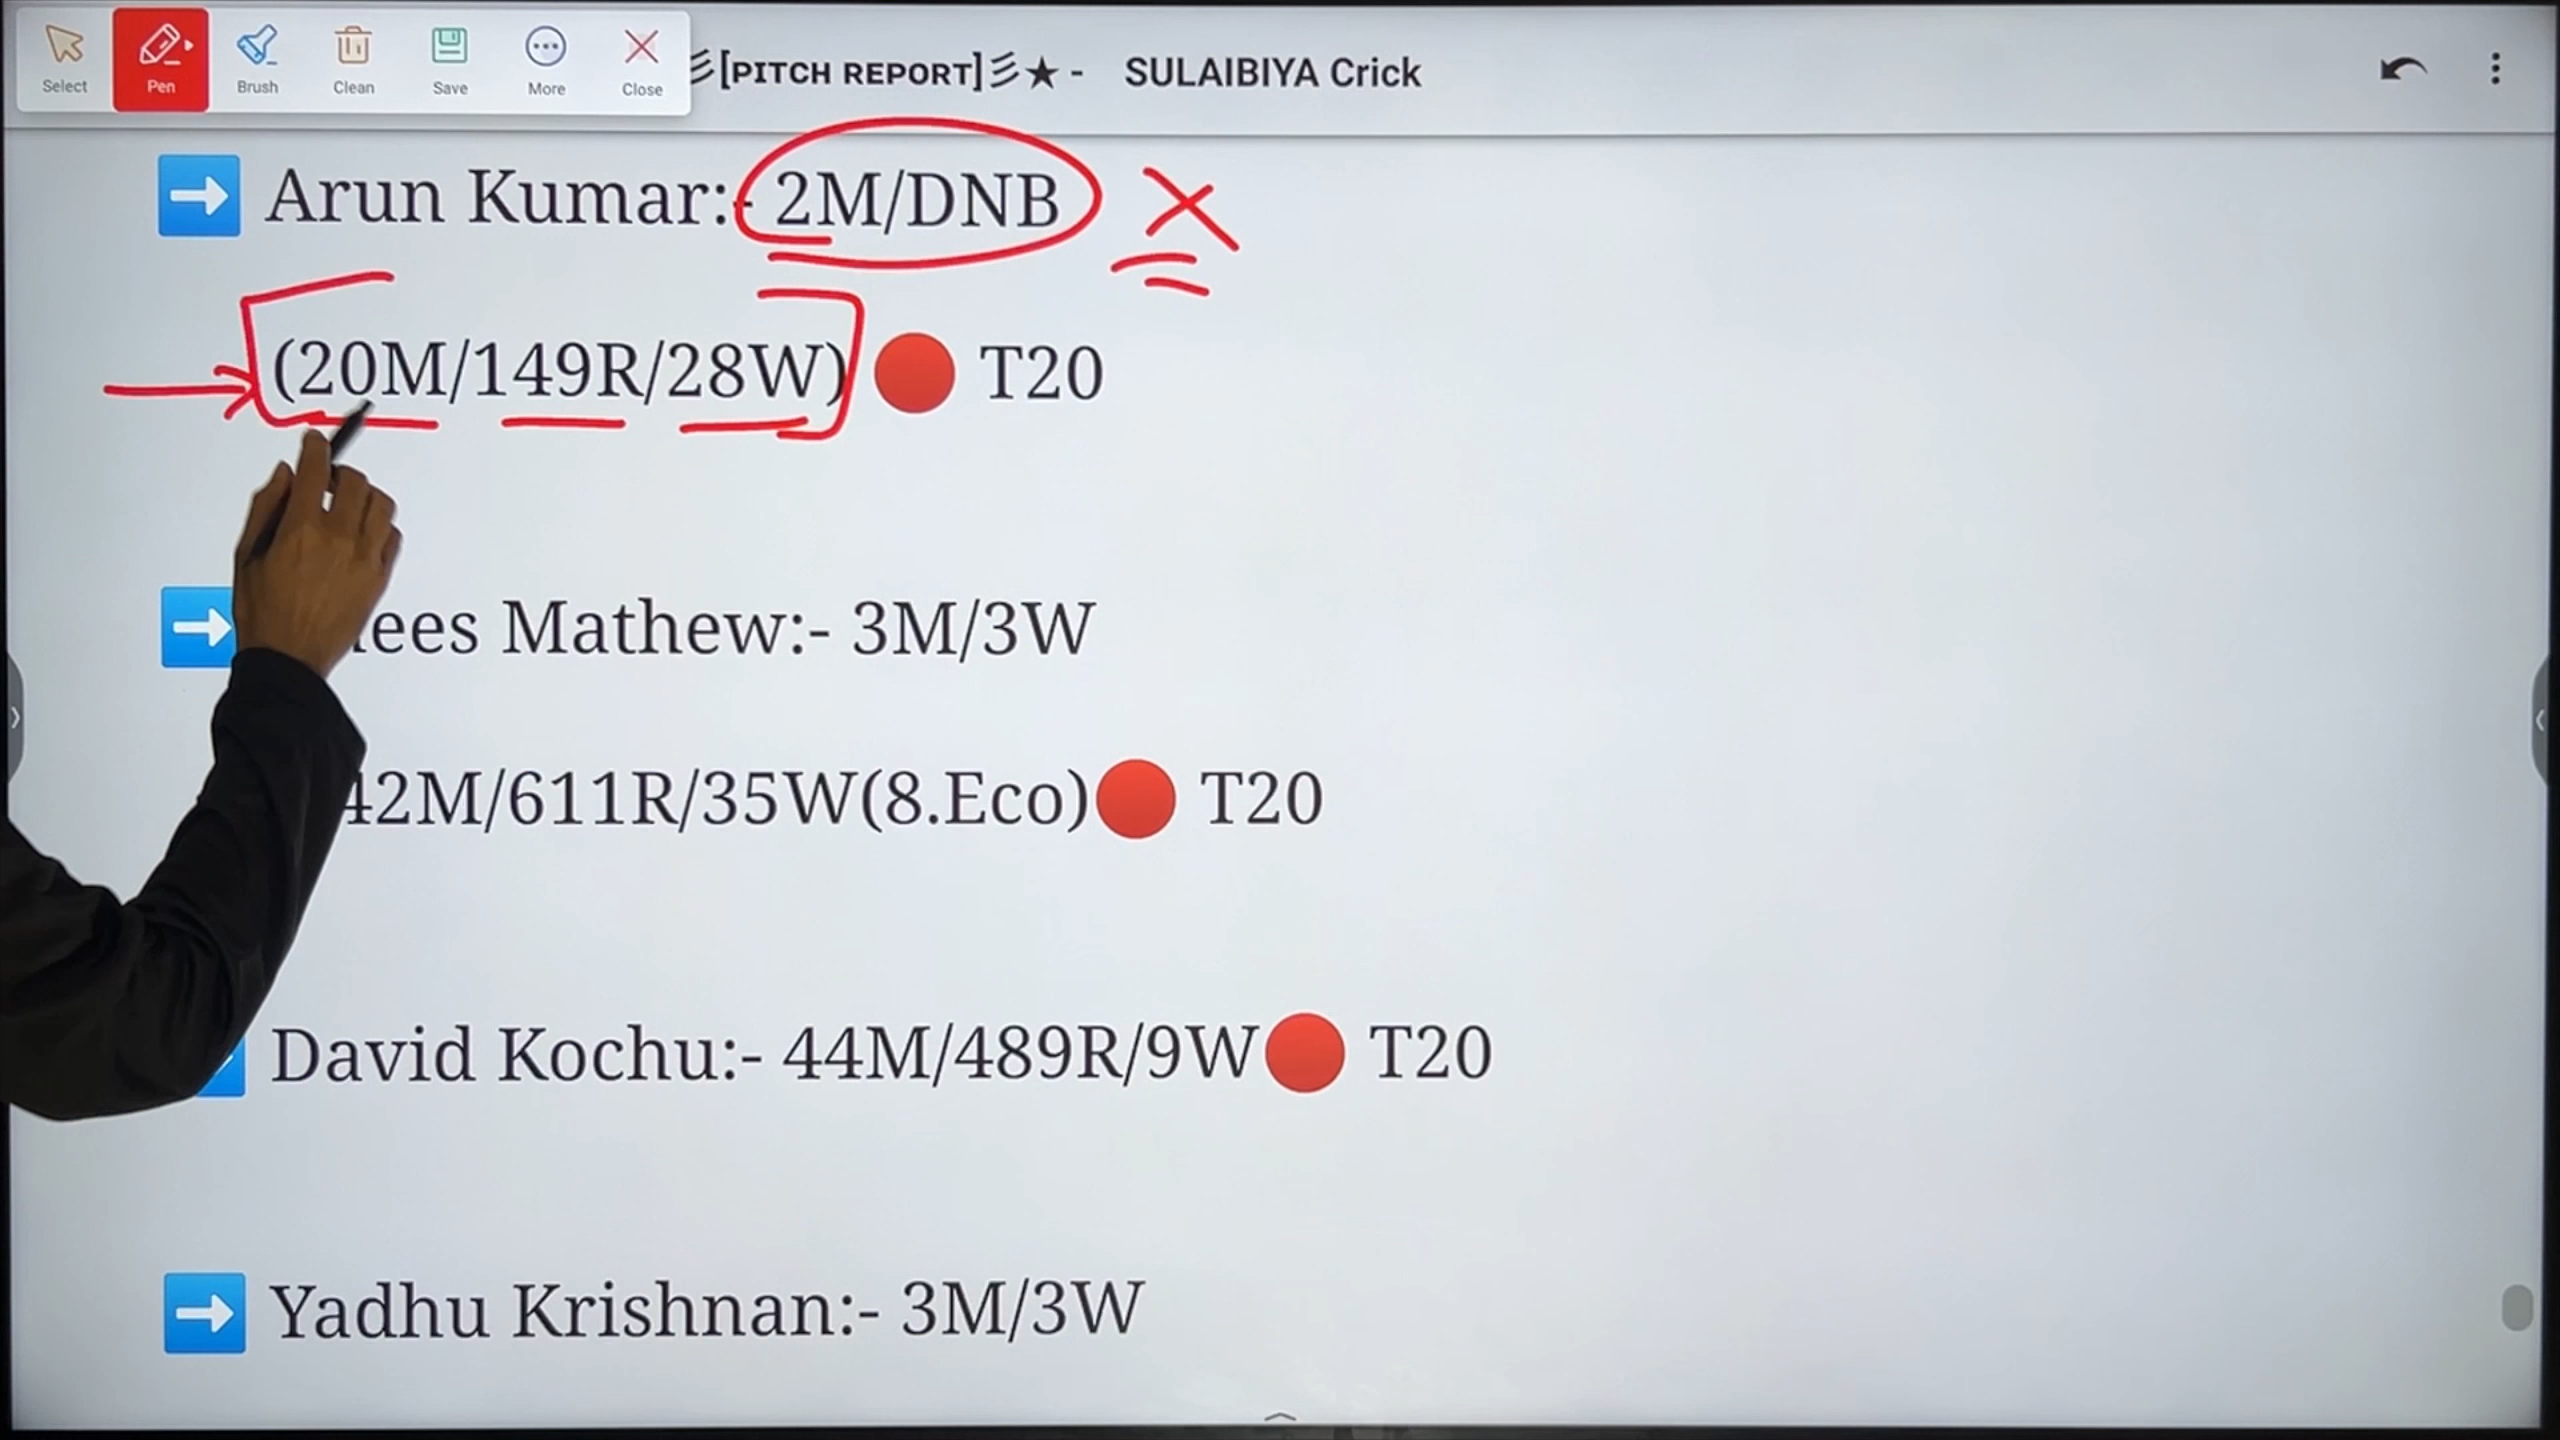 Select Pen Brush Clean Save More Close
彡[PITCH REPORT]彡★ - SULAIBIYA Crick
➡ Arun Kumar:- 2M/DNB
(20M/149R/28W)🔴 T20
➡ Mathew:- 3M/3W
42M/611R/35W(8.Eco)🔴 T20
David Kochu:- 44M/489R/9W🔴 T20
➡ Yadhu Krishnan:- 3M/3W